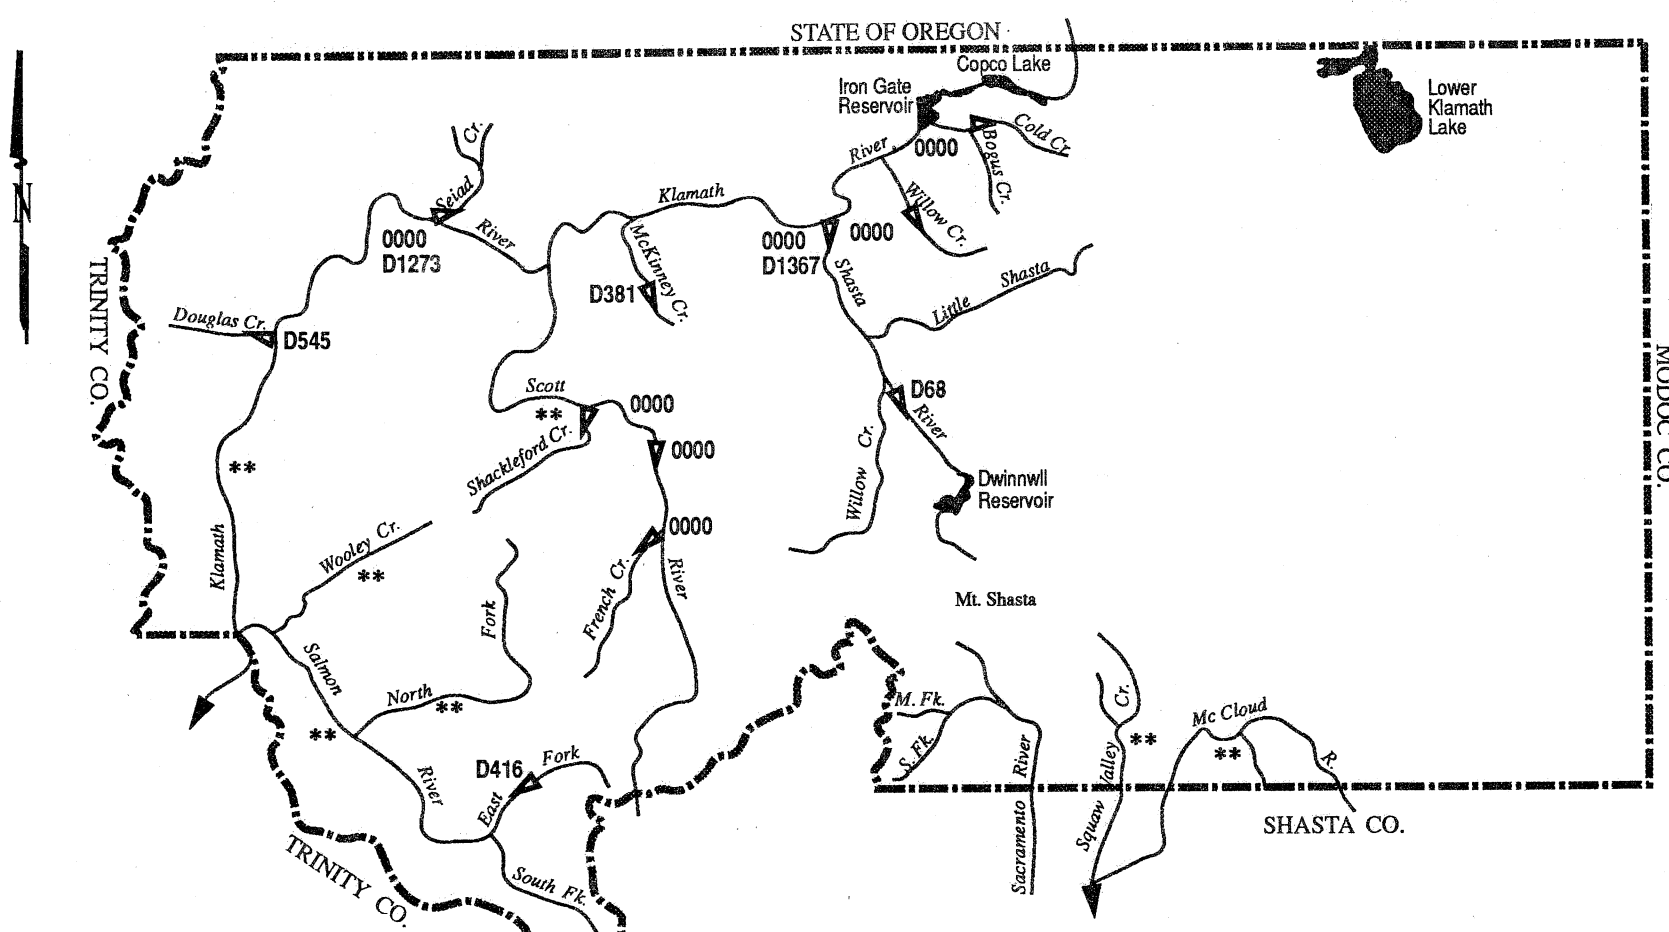 STATE OF OREGON
Copco Lake
Iron Gate
Reservoir
Lower
Klamath
Lake
N
Cr.
Seiad
River
0000
D1273
Klamath
McKinney Cr.
D381
River
0000
Bogus Cr.
Cold Cr.
Willow Cr.
0000
0000
D1367
Shasta
Little Shasta
TRINITY CO.
Douglas Cr.
D545
MODOC CO.
Scott
**
0000
Shackleford Cr.
0000
D68
River
Willow Cr.
Dwinnwll
Reservoir
**
Klamath
Wooley Cr.
**
0000
French Cr.
River
Fork
North
**
Salmon
**
River
Mt. Shasta
D416
East
Fork
South Fk.
TRINITY CO.
M. Fk.
S. Fk.
River
Sacramento
Cr.
**
Valley
Squaw
Mc Cloud
**
R.
SHASTA CO.